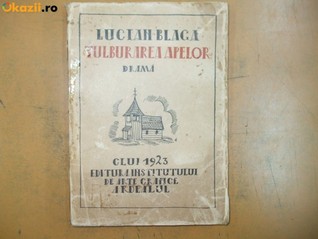 Okazii.ro
LUCIAN BLAGA
TULBURAREA APELOR
DRAMĂ
CLUJ 1923
EDITURA INSTITUTULUI
DE ARTE GRAFICE
ARDEALUL